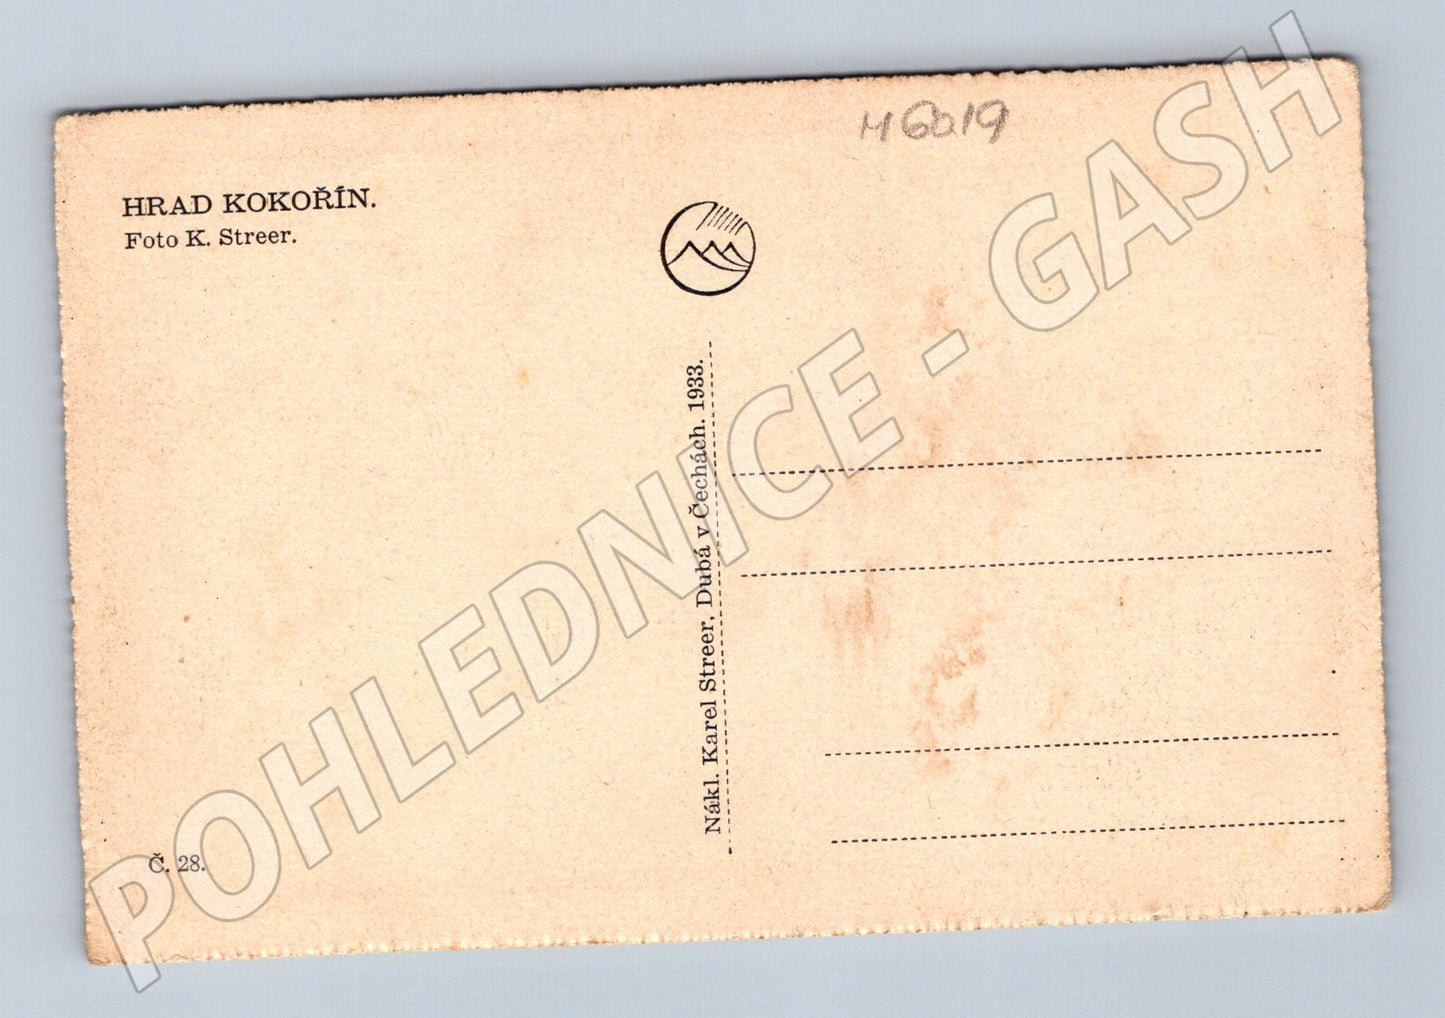 M6019
HRAD KOKOŘÍN.
Foto K. Streer.
Nákl. Karel Streer, Dubá v Čechách. 1933.
Č. 28.
POHLEDNICE - GASH